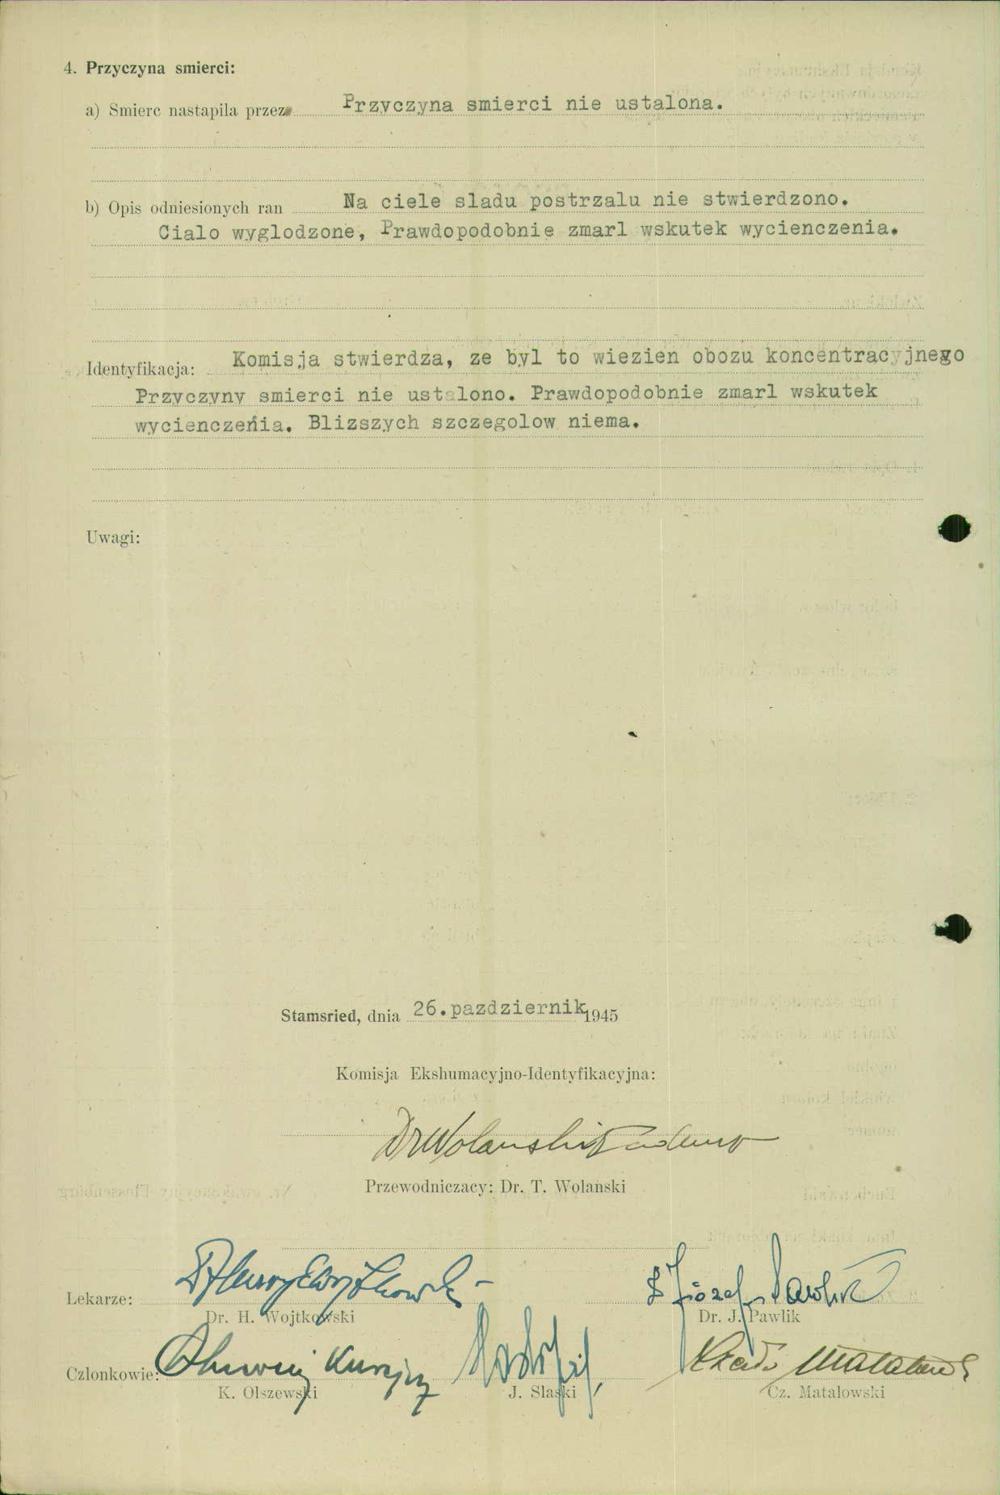 4. Przyczyna smierci:
a) Smierc nastapila przez Przyczyna smierci nie ustalona.
b) Opis odniesionych ran Na ciele sladu postrzalu nie stwierdzono.
Cialo wyglodzone, Prawdopodobnie zmarl wskutek wycienczenia.
Identyfikacja: Komisja stwierdza, ze byl to wiezien obozu koncentracyjnego
Przyczyny smierci nie ustalono. Prawdopodobnie zmarl wskutek
wycienczenia. Blizszych szczegolow niema.
Uwagi:
Stamsried, dnia 26.pazdziernik 1945
Komisja Ekshumacyjno-Identyfikacyjna:
Dr Wolanski Tadeusz
Przewodniczacy: Dr. T. Wolanski
Lekarze:
Dr. H. Wojtkowski Dr. J. Pawlik
Czlonkowie:
K. Olszewski J. Slaski Cz. Matalowski